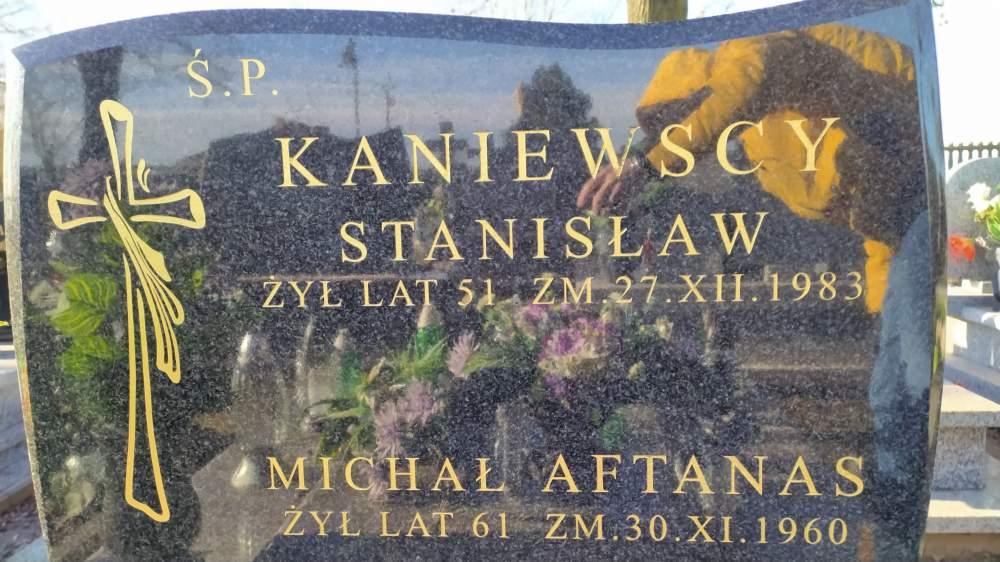 Ś.P.
KANIEWSCY
STANISŁAW
ŻYŁ LAT 51 ZM.27.XII.1983
MICHAŁ AFTANAS
ŻYŁ LAT 61 ZM.30.XI.1960